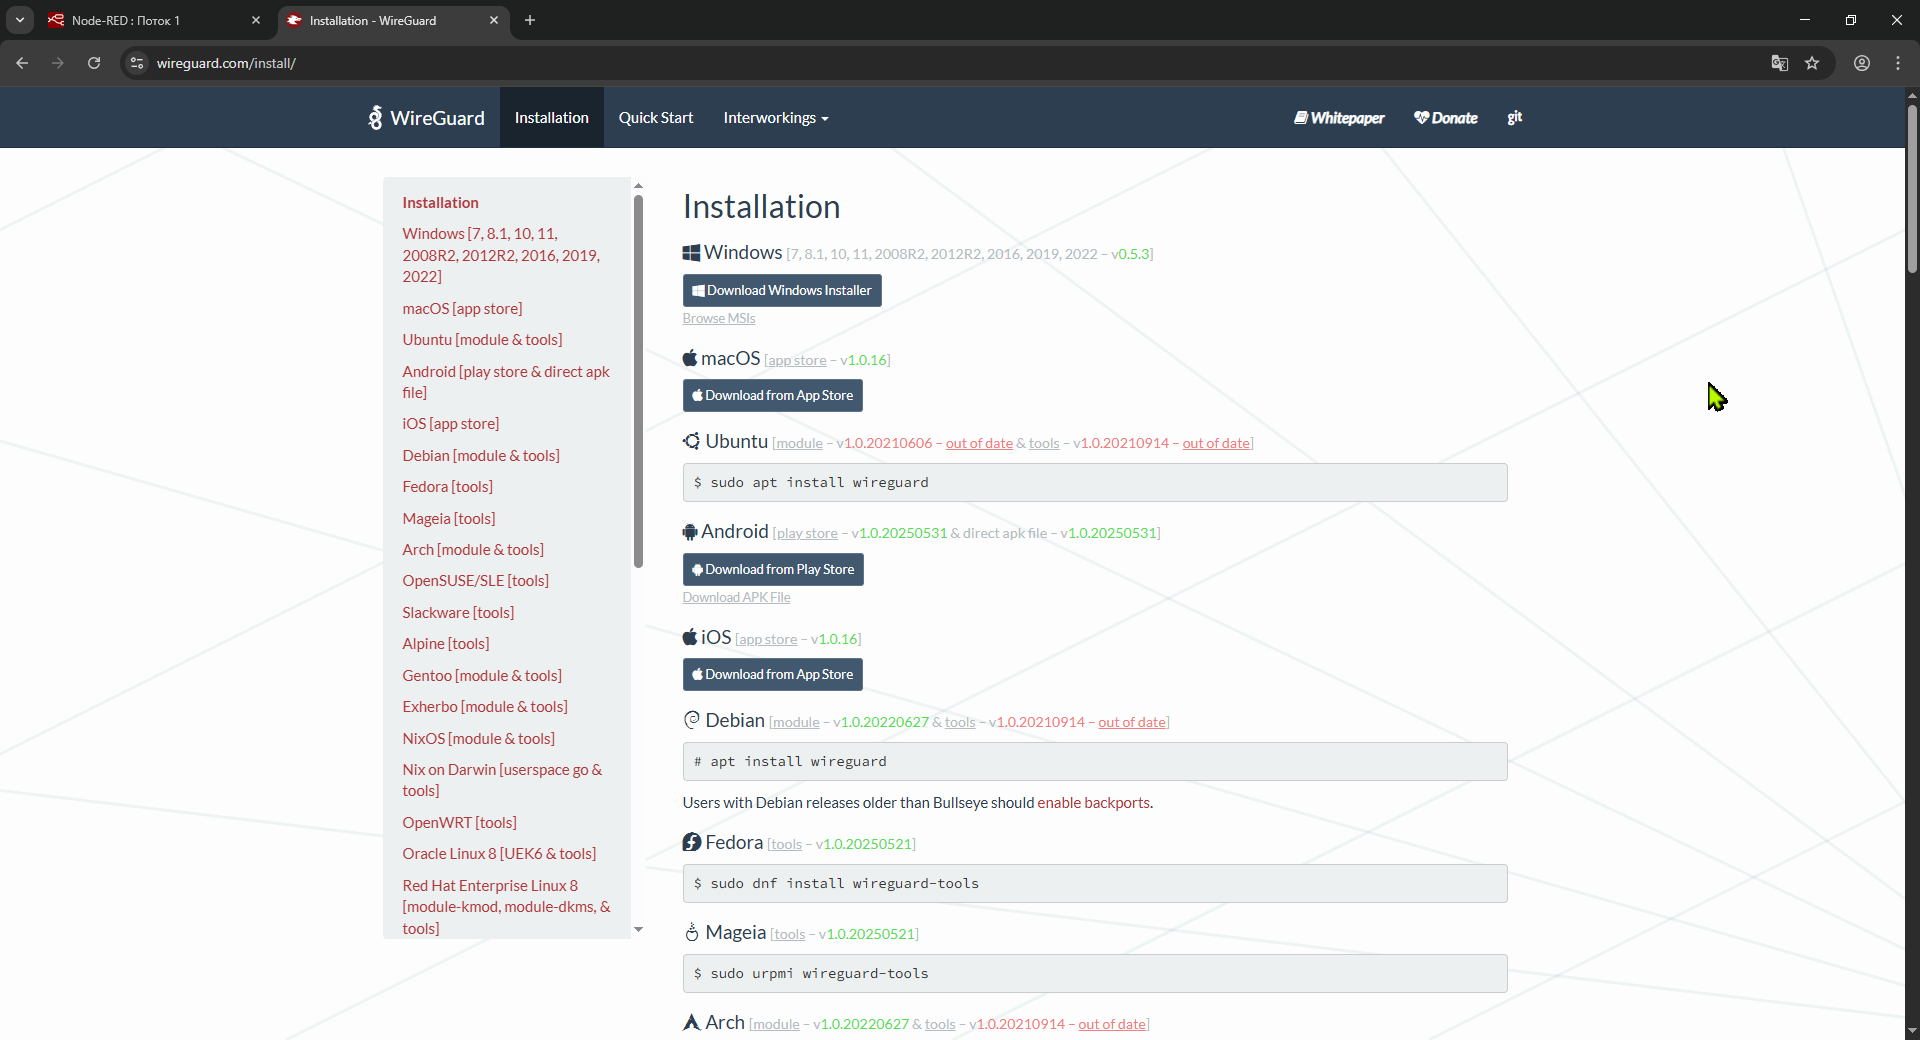 Node-RED : Поток 1
Installation - WireGuard
wireguard.com/install/
WireGuard
Installation
Quick Start
Interworkings
Whitepaper
Donate
git
Installation
Windows [7, 8.1, 10, 11,
2008R2, 2012R2, 2016, 2019,
2022]
macOS [app store]
Ubuntu [module & tools]
Android [play store & direct apk
file]
iOS [app store]
Debian [module & tools]
Fedora [tools]
Mageia [tools]
Arch [module & tools]
OpenSUSE/SLE [tools]
Slackware [tools]
Alpine [tools]
Gentoo [module & tools]
Exherbo [module & tools]
NixOS [module & tools]
Nix on Darwin [userspace go &
tools]
OpenWRT [tools]
Oracle Linux 8 [UEK6 & tools]
Red Hat Enterprise Linux 8
[module-kmod, module-dkms, &
tools]
Installation
Windows [7, 8.1, 10, 11, 2008R2, 2012R2, 2016, 2019, 2022 – v0.5.3]
Download Windows Installer
Browse MSIs
macOS [app store – v1.0.16]
Download from App Store
Ubuntu [module – v1.0.20210606 – out of date & tools – v1.0.20210914 – out of date]
$ sudo apt install wireguard
Android [play store – v1.0.20250531 & direct apk file – v1.0.20250531]
Download from Play Store
Download APK File
iOS [app store – v1.0.16]
Download from App Store
Debian [module – v1.0.20220627 & tools – v1.0.20210914 – out of date]
# apt install wireguard
Users with Debian releases older than Bullseye should enable backports.
Fedora [tools – v1.0.20250521]
$ sudo dnf install wireguard-tools
Mageia [tools – v1.0.20250521]
$ sudo urpmi wireguard-tools
Arch [module – v1.0.20220627 & tools – v1.0.20210914 – out of date]